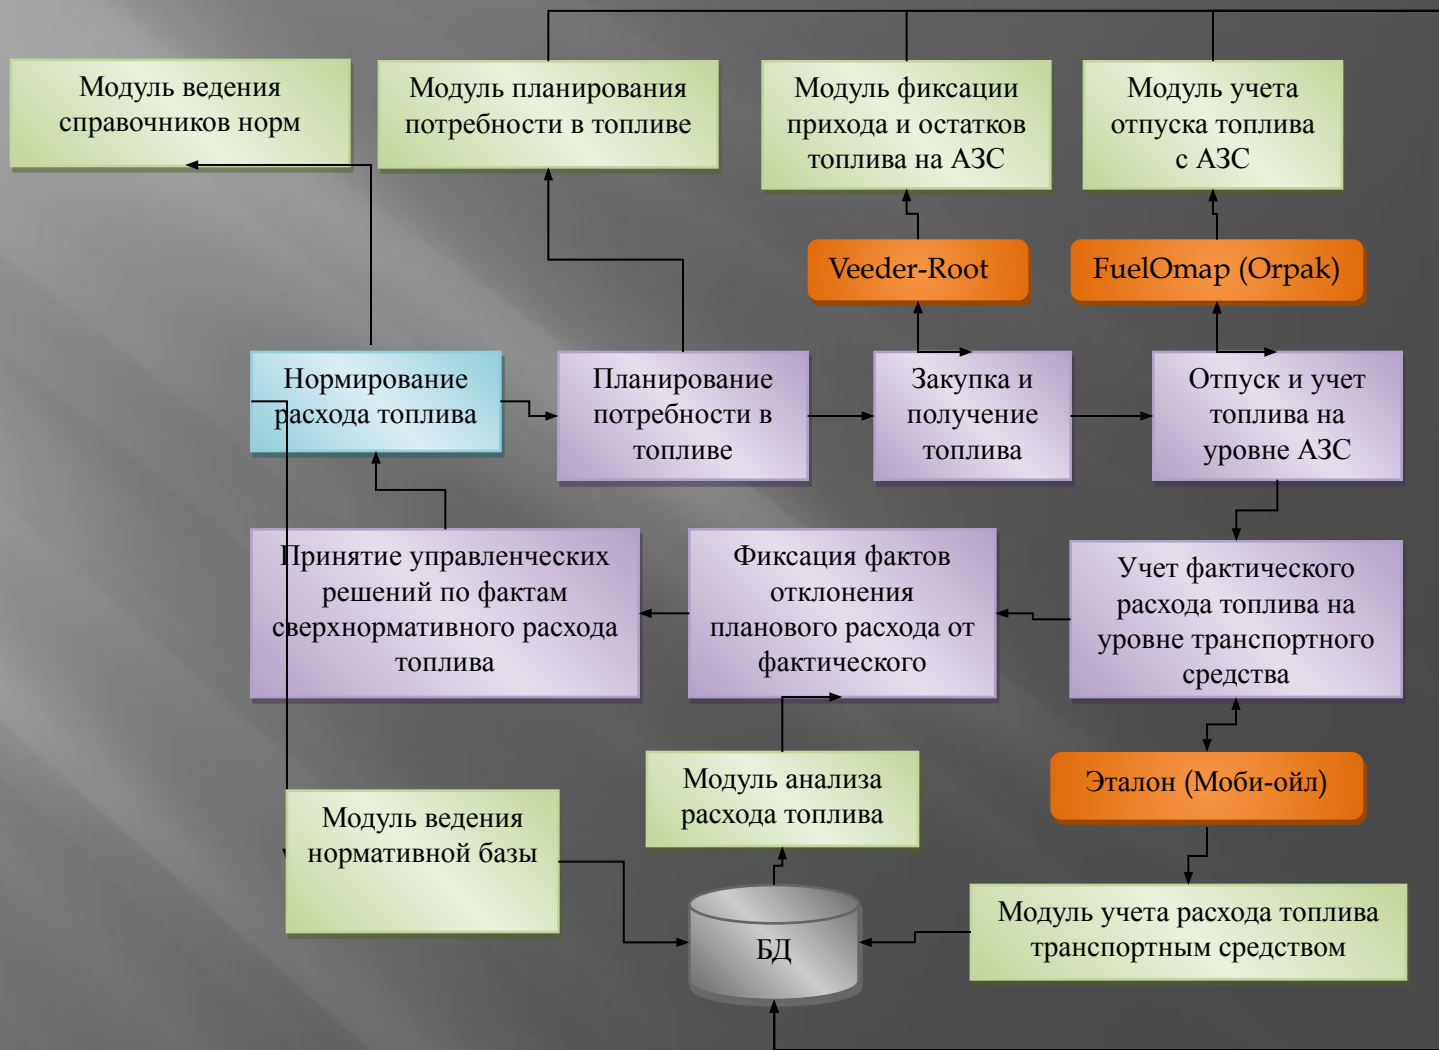 Модуль ведения
справочников норм
Модуль планирования
потребности в топливе
Модуль фиксации
прихода и остатков
топлива на АЗС
Модуль учета
отпуска топлива
с АЗС
Veeder-Root
FuelOmap (Orpak)
Нормирование
расхода топлива
Планирование
потребности в
топливе
Закупка и
получение
топлива
Отпуск и учет
топлива на
уровне АЗС
Принятие управленческих
решений по фактам
сверхнормативного расхода
топлива
Фиксация фактов
отклонения
планового расхода от
фактического
Учет фактического
расхода топлива на
уровне транспортного
средства
Модуль анализа
расхода топлива
Эталон (Моби-ойл)
Модуль ведения
нормативной базы
БД
Модуль учета расхода топлива
транспортным средством